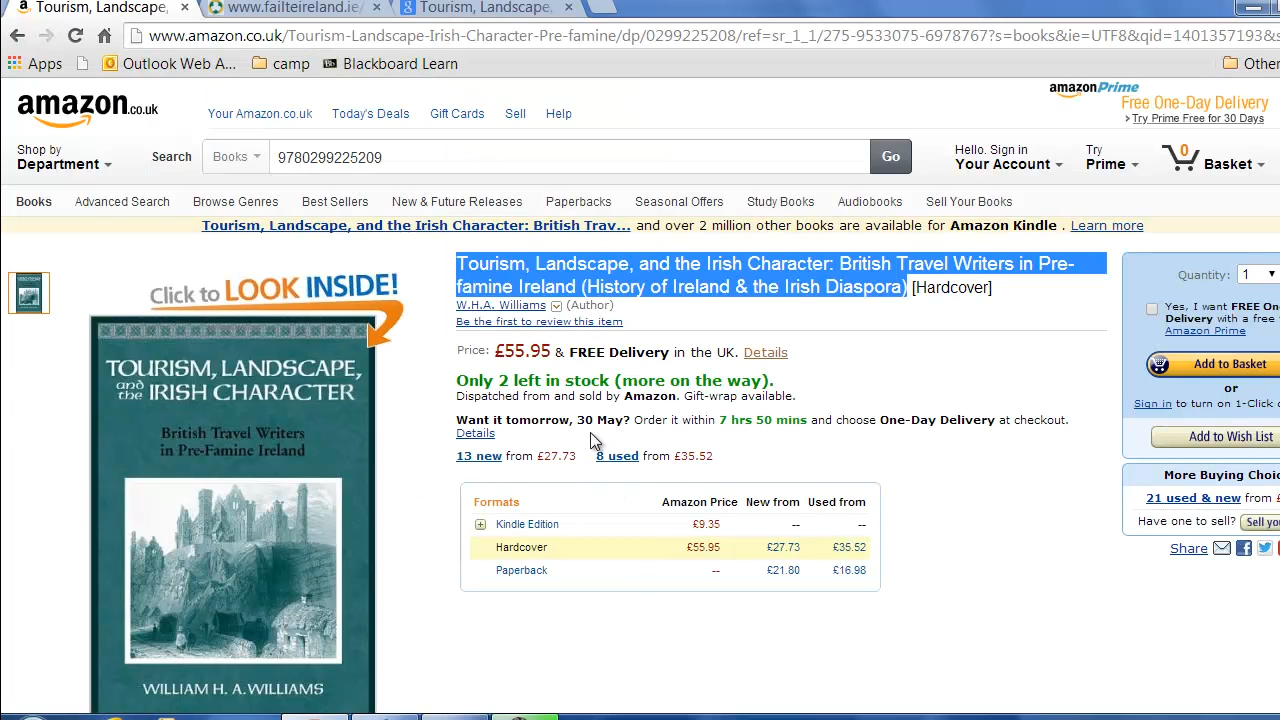 Tourism, Landscape,
www.failteireland.ie/
Tourism, Landscape,
www.amazon.co.uk/Tourism-Landscape-Irish-Character-Pre-famine/dp/0299225208/ref=sr_1_1/275-9533075-6978767?s=books&ie=UTF8&qid=1401357193&s
Apps
Outlook Web A...
camp
Bb Blackboard Learn
Other
amazon.co.uk
Your Amazon.co.uk Today's Deals Gift Cards Sell Help
amazonPrime
Free One-Day Delivery
Try Prime Free for 30 Days
Shop by
Department
Search
Books
9780299225209
Go
Hello. Sign in
Your Account
Try
Prime
0
Basket
Books Advanced Search Browse Genres Best Sellers New & Future Releases Paperbacks Seasonal Offers Study Books Audiobooks Sell Your Books
Tourism, Landscape, and the Irish Character: British Trav... and over 2 million other books are available for Amazon Kindle . Learn more
Click to LOOK INSIDE!
TOURISM, LANDSCAPE,
and the IRISH CHARACTER
British Travel Writers
in Pre-Famine Ireland
WILLIAM H. A. WILLIAMS
Tourism, Landscape, and the Irish Character: British Travel Writers in Pre-
famine Ireland (History of Ireland & the Irish Diaspora) [Hardcover]
W.H.A. Williams (Author)
Be the first to review this item
Price: £55.95 & FREE Delivery in the UK. Details
Only 2 left in stock (more on the way).
Dispatched from and sold by Amazon. Gift-wrap available.
Want it tomorrow, 30 May? Order it within 7 hrs 50 mins and choose One-Day Delivery at checkout.
Details
13 new from £27.73 8 used from £35.52
Formats Amazon Price New from Used from
Kindle Edition £9.35 -- --
Hardcover £55.95 £27.73 £35.52
Paperback -- £21.80 £16.98
Quantity: 1
Yes, I want FREE On
Delivery with a free
Amazon Prime
Add to Basket
or
Sign in to turn on 1-Click
Add to Wish List
More Buying Choic
21 used & new from £
Have one to sell? Sell yo
Share